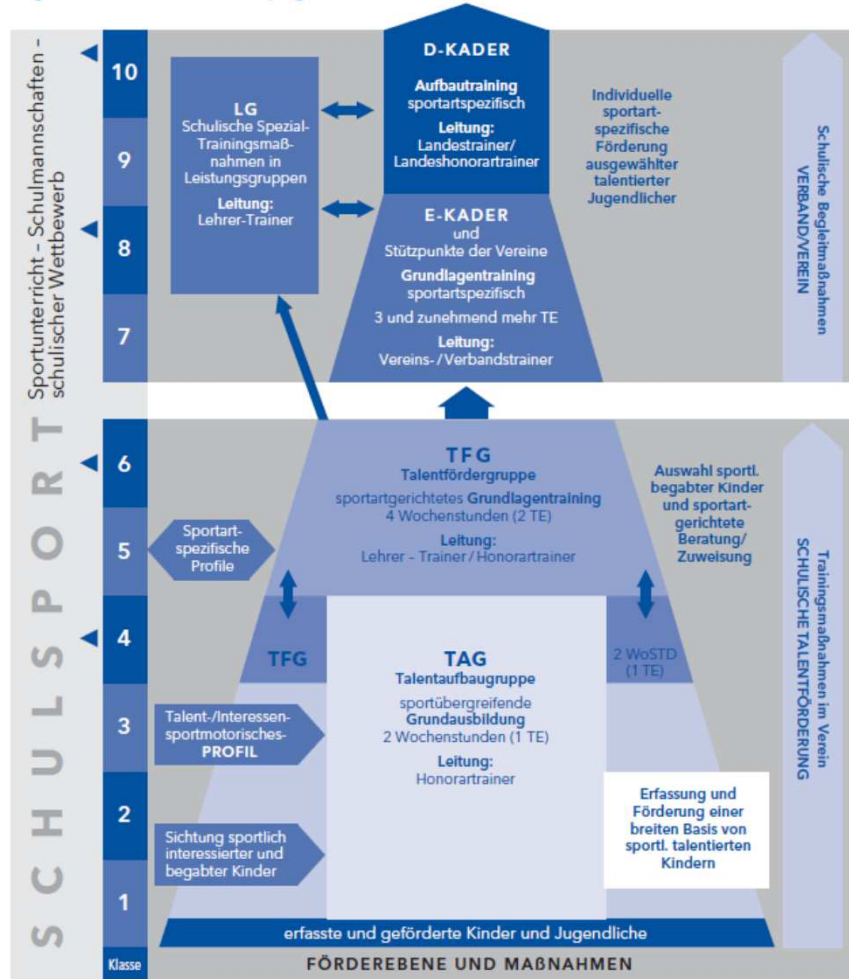 SCHULSPORT
Sportunterricht – Schulmannschaften –
schulischer Wettbewerb
10
9
8
7
6
5
4
3
2
1
Klasse
LG
Schulische Spezial-
Trainingsmaß-
nahmen in
Leistungsgruppen
Leitung:
Lehrer-Trainer
D-KADER
Aufbautraining
sportartspezifisch
Leitung:
Landestrainer/
Landeshonorartrainer
E-KADER
und
Stützpunkte der Vereine
Grundlagentraining
sportartspezifisch
3 und zunehmend mehr TE
Leitung:
Vereins-/Verbandstrainer
Individuelle
sportart-
spezifische
Förderung
ausgewählter
talentierter
Jugendlicher
Schulische Begleitmaßnahmen
VERBAND/VEREIN
TFG
Talentfördergruppe
sportartgerichtetes Grundlagentraining
4 Wochenstunden (2 TE)
Leitung:
Lehrer – Trainer/Honorartrainer
Sportart-
spezifische
Profile
Auswahl sportl.
begabter Kinder
und sportart-
gerichtete
Beratung/
Zuweisung
TFG
TAG
Talentaufbaugruppe
sportübergreifende
Grundausbildung
2 Wochenstunden (1 TE)
Leitung:
Honorartrainer
2 WoSTD
(1 TE)
Talent-/Interessen-
sportmotorisches-
PROFIL
Sichtung sportlich
interessierter und
begabter Kinder
Erfassung und
Förderung einer
breiten Basis von
sportl. talentierten
Kindern
Trainingsmaßnahmen im Verein
SCHULISCHE TALENTFÖRDERUNG
erfasste und geförderte Kinder und Jugendliche
FÖRDEREBENE UND MAßNAHMEN